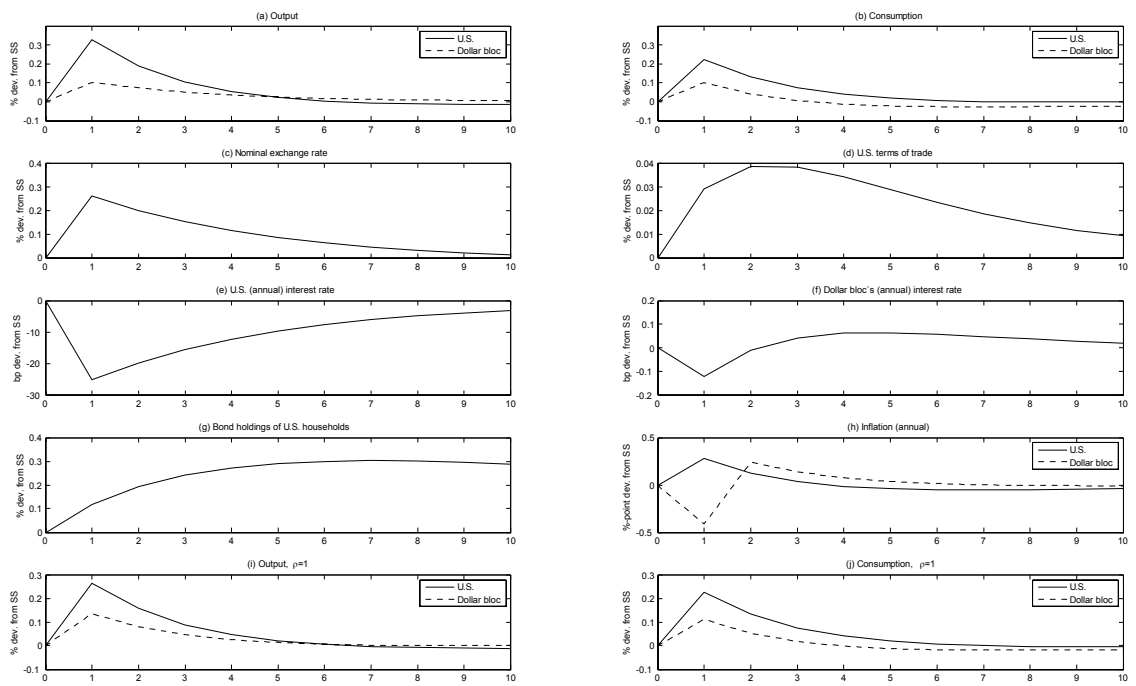 (a) Output
% dev. from SS
0.3
0.2
0.1
0
-0.1
0 1 2 3 4 5 6 7 8 9 10
U.S.
Dollar bloc
(b) Consumption
% dev. from SS
0.3
0.2
0.1
0
-0.1
0 1 2 3 4 5 6 7 8 9 10
U.S.
Dollar bloc
(c) Nominal exchange rate
% dev. from SS
0.4
0.3
0.2
0.1
0
0 1 2 3 4 5 6 7 8 9 10
(d) U.S. terms of trade
% dev. from SS
0.04
0.03
0.02
0.01
0
0 1 2 3 4 5 6 7 8 9 10
(e) U.S. (annual) interest rate
bp dev. from SS
0
-10
-20
-30
0 1 2 3 4 5 6 7 8 9 10
(f) Dollar bloc`s (annual) interest rate
bp dev. from SS
0.2
0.1
0
-0.1
-0.2
0 1 2 3 4 5 6 7 8 9 10
(g) Bond holdings of U.S. households
% dev. from SS
0.4
0.3
0.2
0.1
0
0 1 2 3 4 5 6 7 8 9 10
(h) Inflation (annual)
%-point dev. from SS
0.5
0
-0.5
0 1 2 3 4 5 6 7 8 9 10
U.S.
Dollar bloc
(i) Output, ρ=1
% dev. from SS
0.3
0.2
0.1
0
-0.1
0 1 2 3 4 5 6 7 8 9 10
U.S.
Dollar bloc
(j) Consumption, ρ=1
% dev. from SS
0.3
0.2
0.1
0
-0.1
0 1 2 3 4 5 6 7 8 9 10
U.S.
Dollar bloc